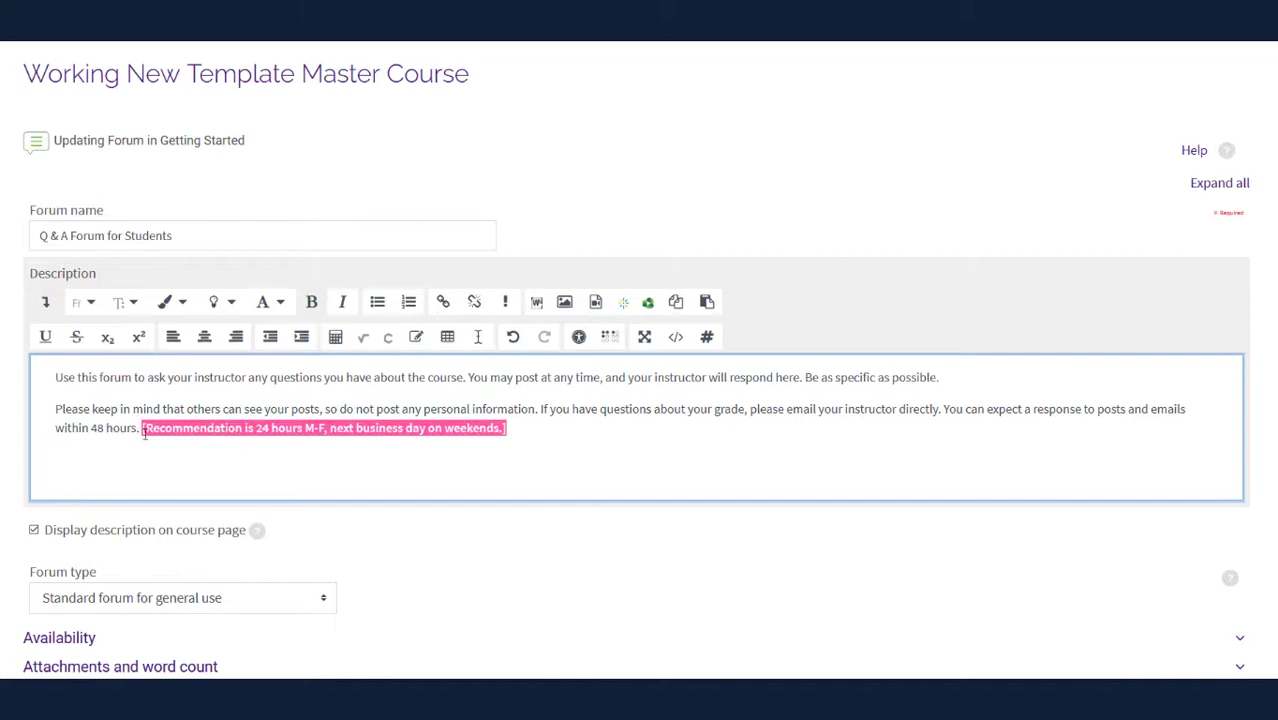 Working New Template Master Course
Updating Forum in Getting Started
Help ?
Expand all
Forum name
Required
Q & A Forum for Students
Description
Use this forum to ask your instructor any questions you have about the course. You may post at any time, and your instructor will respond here. Be as specific as possible.
Please keep in mind that others can see your posts, so do not post any personal information. If you have questions about your grade, please email your instructor directly. You can expect a response to posts and emails
within 48 hours. [Recommendation is 24 hours M-F, next business day on weekends.]
Display description on course page ?
Forum type
?
Standard forum for general use
Availability
Attachments and word count